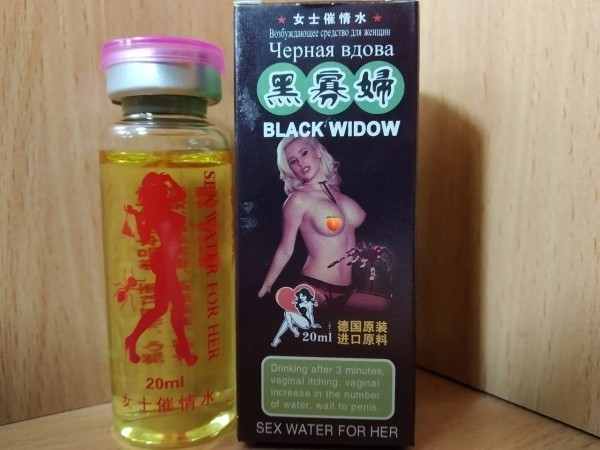 SEX WADER FOR HER
20ml
女士催情水
★ 女士催情水 ★
Возбуждающее средство для женщин
Черная вдова
黑寡婦
BLACK WIDOW
20ml
德国原装
进口原料
Drinking after 3 minutes,
vaginal itching, vaginal
increase in the number
of water, wait to penis.
SEX WATER FOR HER